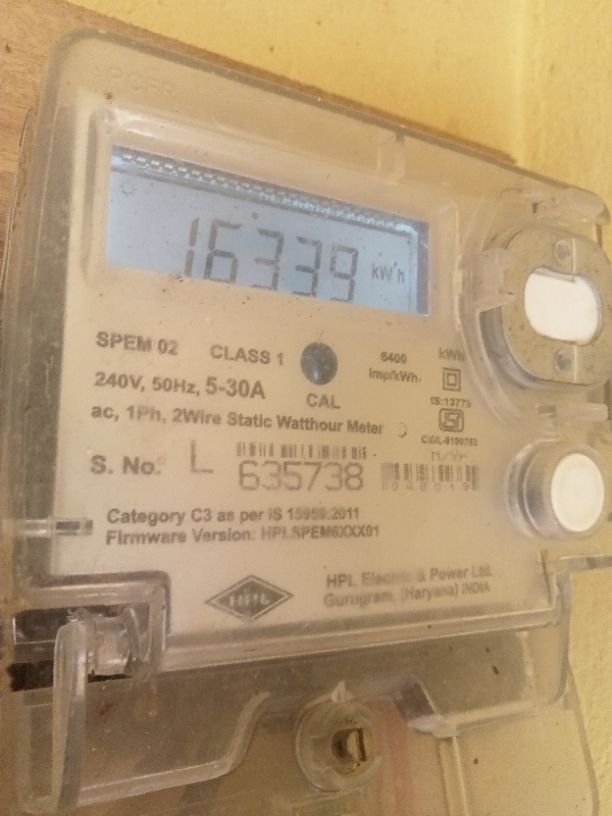 16339 kWh
SPEM 02 CLASS 1 6400 imp/kWh kWh
240V, 50Hz, 5-30A CAL IS:13779
ac, 1Ph, 2Wire Static Watthour Meter
M/Yr.
S. No. L 635738 042019
Category C3 as per IS 15959:2011
Firmware Version: HPLSPEM6XXX01
HPL
HPL Electric & Power Ltd.
Gurugram, (Haryana) INDIA